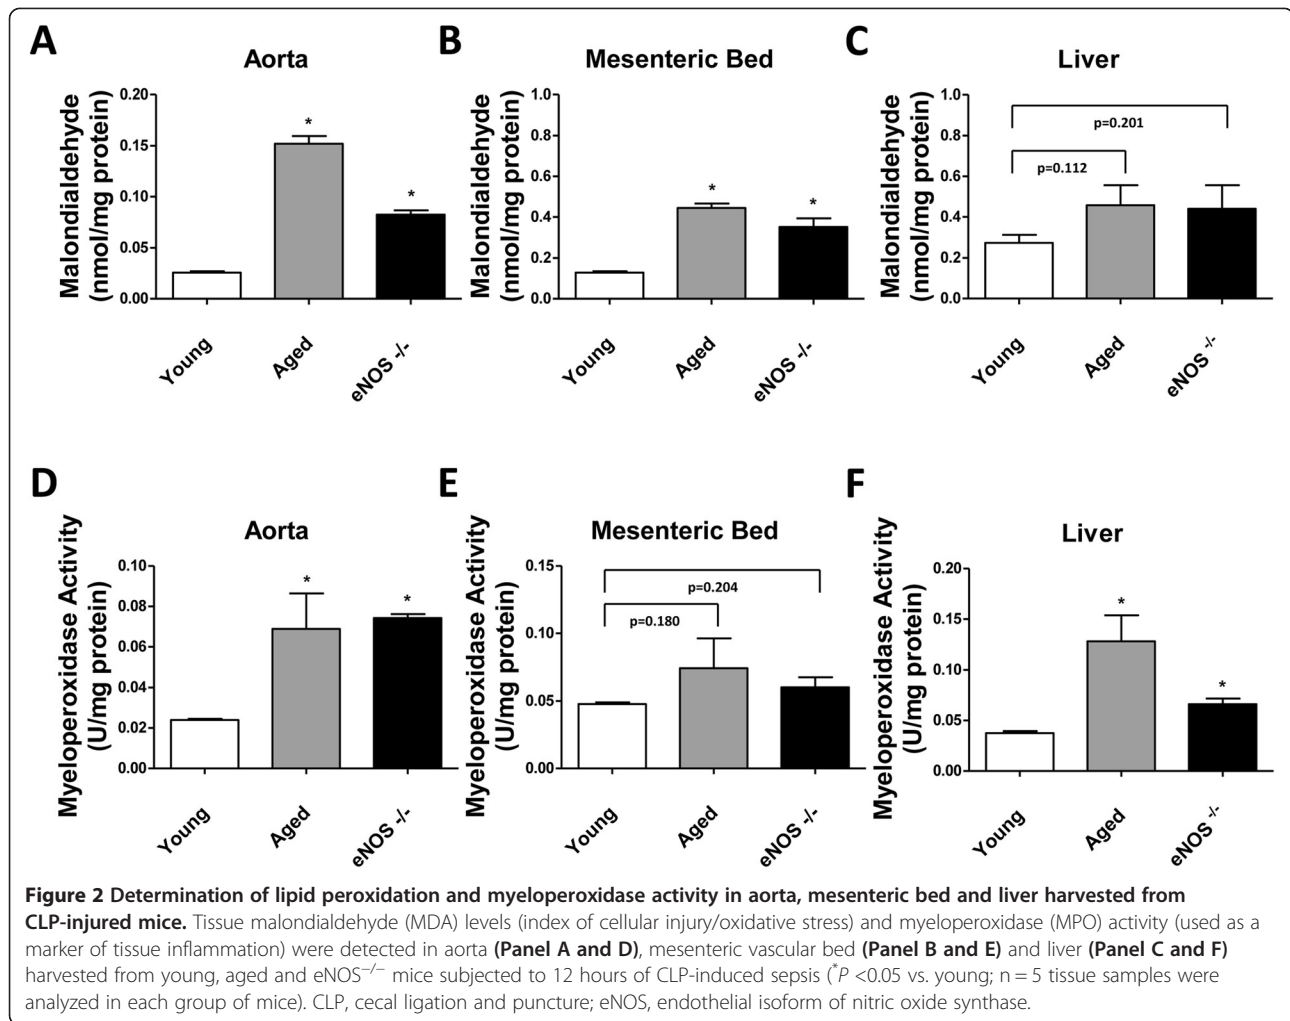 A
Aorta
Malondialdehyde
(nmol/mg protein)
0.20
0.15
0.10
0.05
0.00
*
*
Young
Aged
eNOS -/-
B
Mesenteric Bed
Malondialdehyde
(nmol/mg protein)
1.0
0.8
0.6
0.4
0.2
0.0
*
*
Young
Aged
eNOS -/-
C
Liver
Malondialdehyde
(nmol/mg protein)
1.0
0.8
0.6
0.4
0.2
0.0
p=0.201
p=0.112
Young
Aged
eNOS -/-
D
Aorta
Myeloperoxidase Activity
(U/mg protein)
0.10
0.08
0.06
0.04
0.02
0.00
*
*
Young
Aged
eNOS -/-
E
Mesenteric Bed
Myeloperoxidase Activity
(U/mg protein)
0.15
0.10
0.05
0.00
p=0.204
p=0.180
Young
Aged
eNOS -/-
F
Liver
Myeloperoxidase Activity
(U/mg protein)
0.20
0.15
0.10
0.05
0.00
*
*
Young
Aged
eNOS -/-
Figure 2 Determination of lipid peroxidation and myeloperoxidase activity in aorta, mesenteric bed and liver harvested from
CLP-injured mice. Tissue malondialdehyde (MDA) levels (index of cellular injury/oxidative stress) and myeloperoxidase (MPO) activity (used as a
marker of tissue inflammation) were detected in aorta (Panel A and D), mesenteric vascular bed (Panel B and E) and liver (Panel C and F)
harvested from young, aged and eNOS−/− mice subjected to 12 hours of CLP-induced sepsis (*P <0.05 vs. young; n = 5 tissue samples were
analyzed in each group of mice). CLP, cecal ligation and puncture; eNOS, endothelial isoform of nitric oxide synthase.